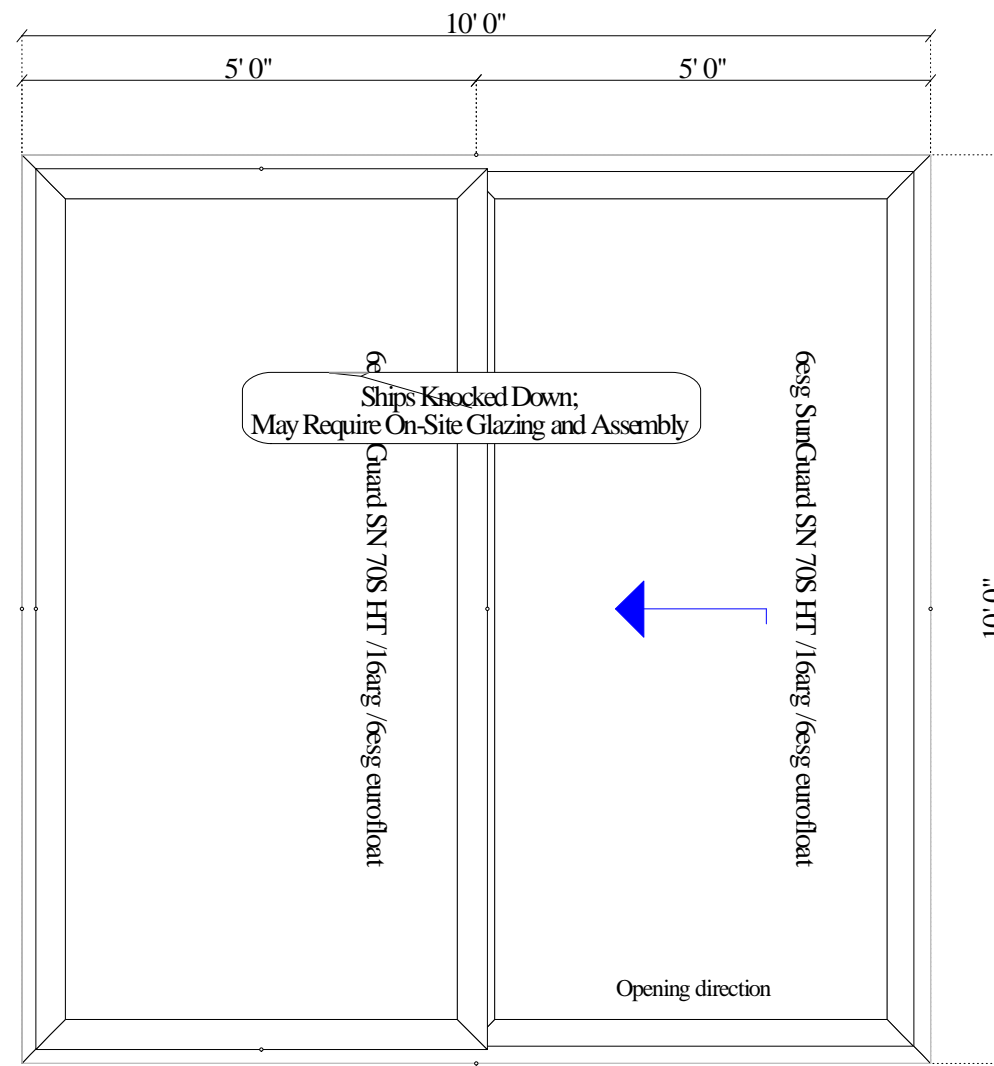 10' 0"
5' 0"
5' 0"
Ships Knocked Down;
May Require On-Site Glazing and Assembly
Guard SN 70S HT /16arg /6esg eurofloat
6esg SunGuard SN 70S HT /16arg /6esg eurofloat
10' 0"
Opening direction